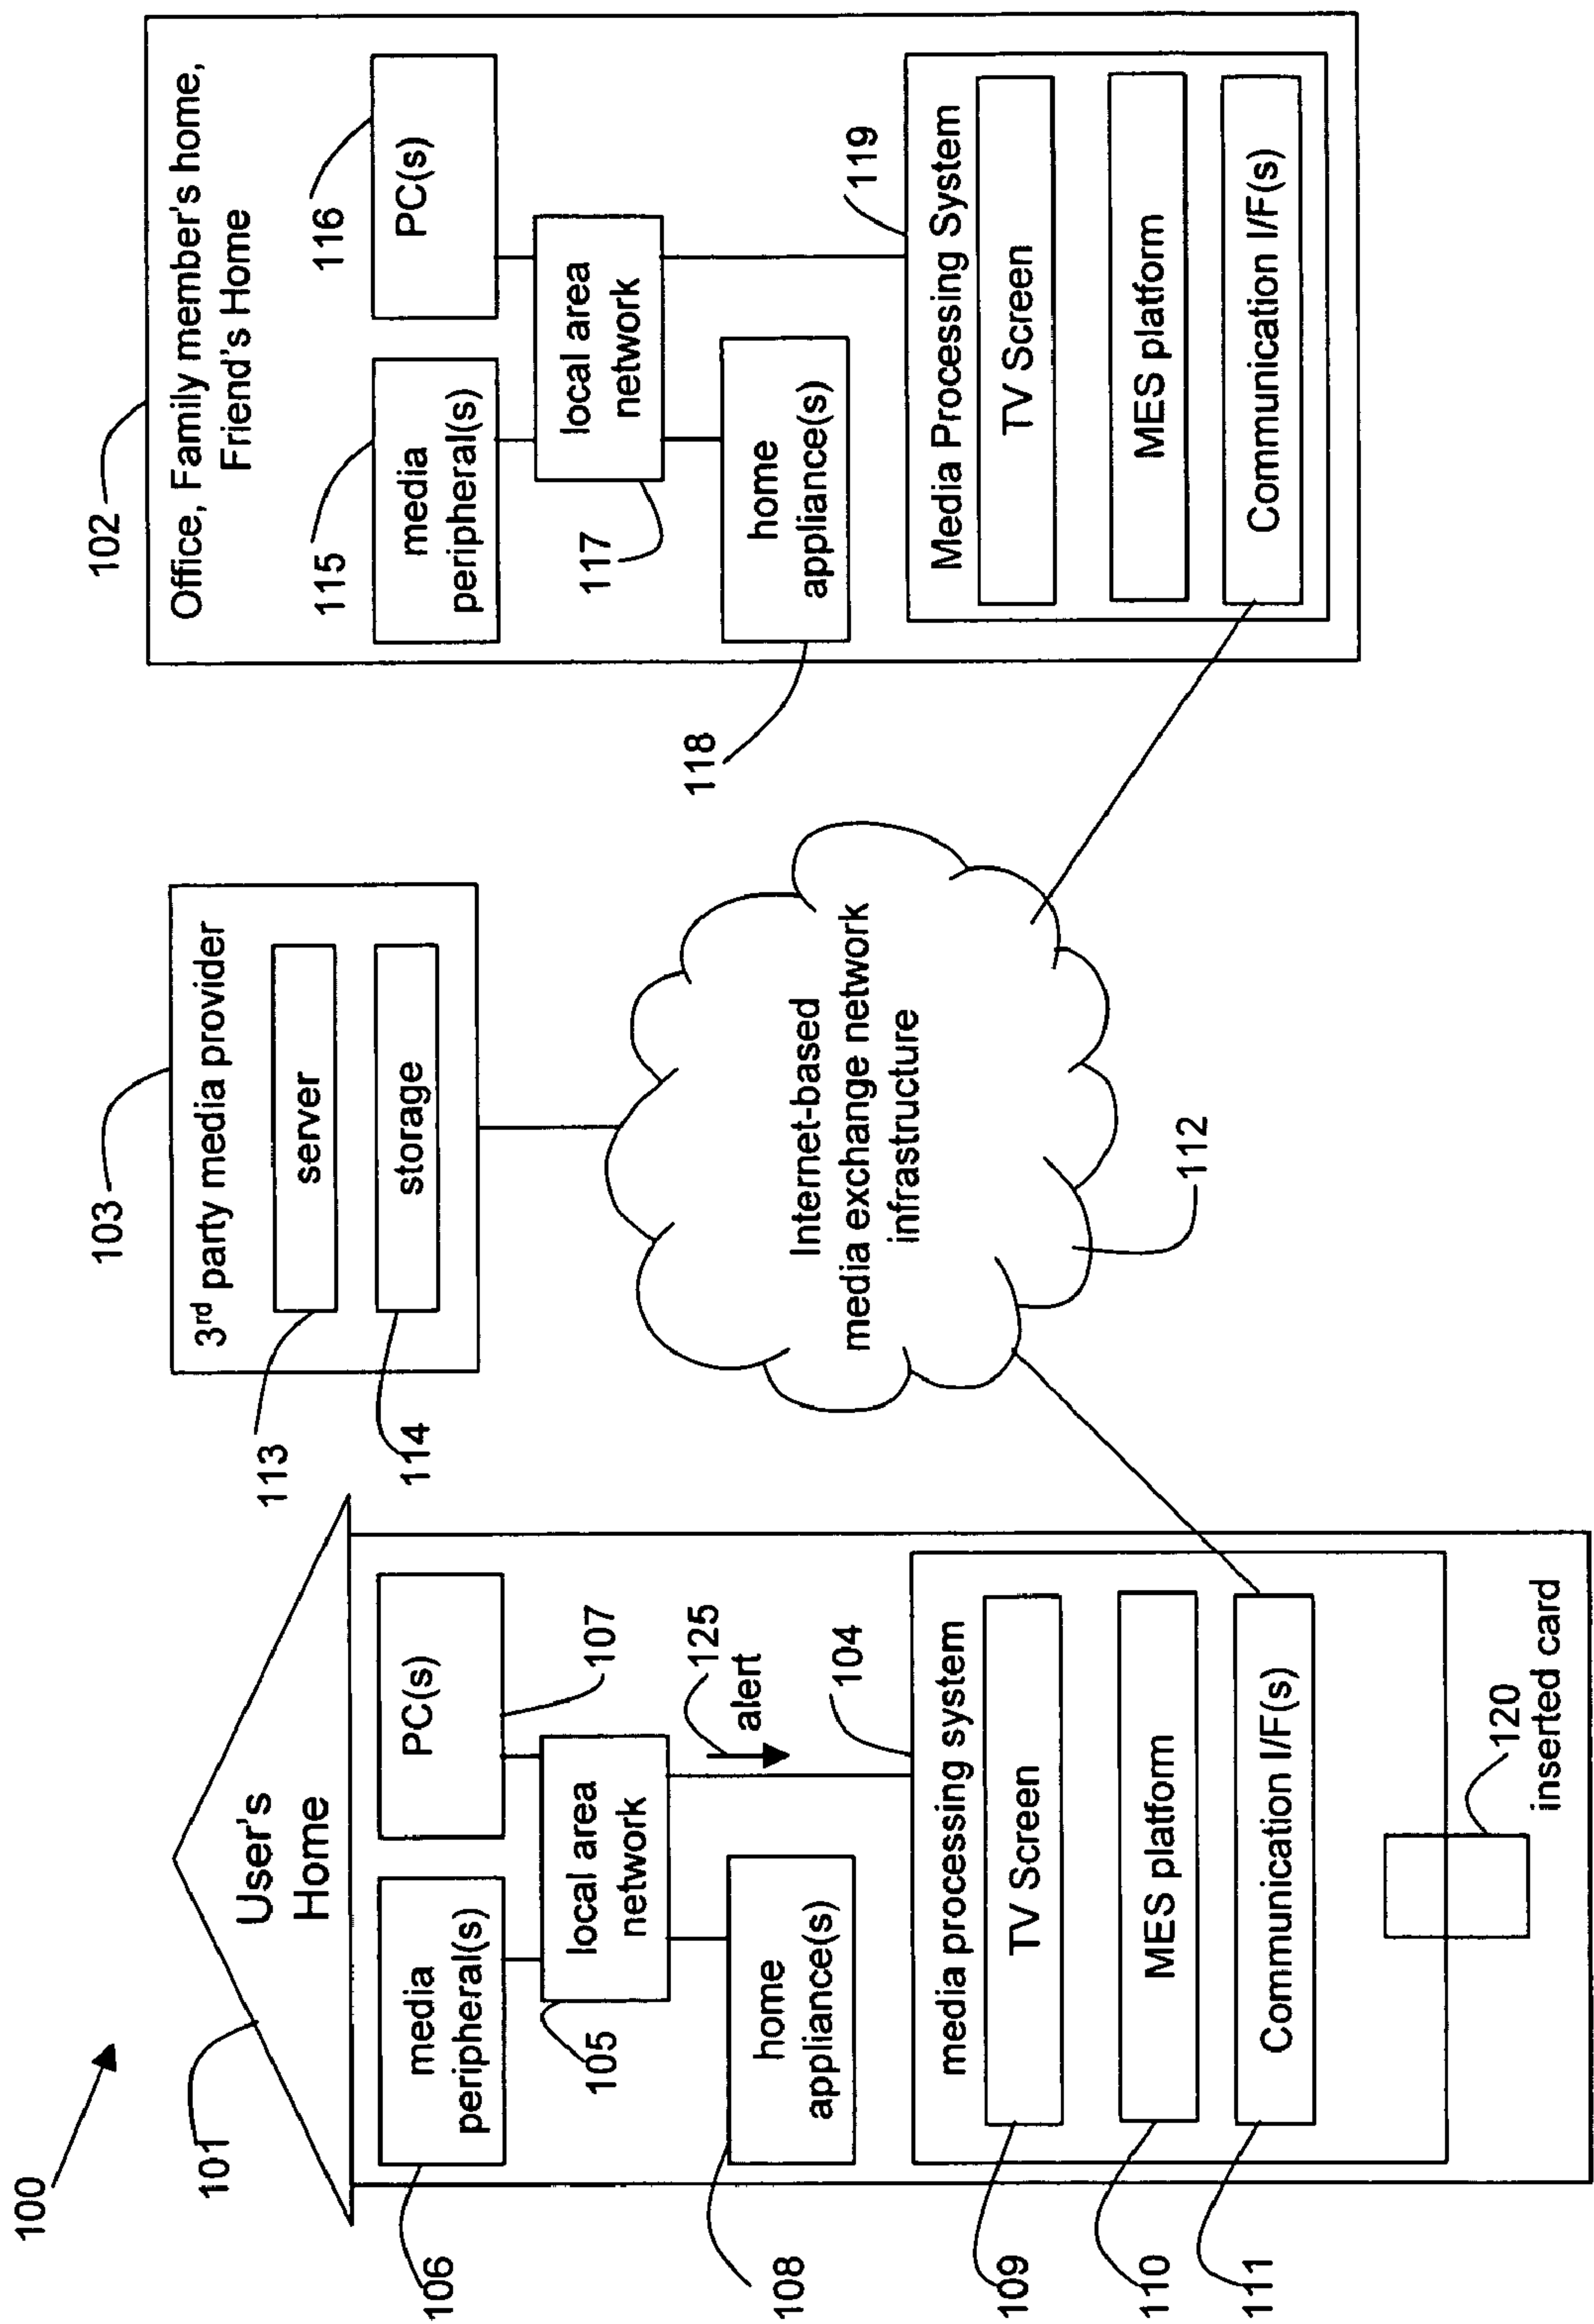 100
101
User's
Home
106
media
peripheral(s)
PC(s)
107
105
local area
network
125
alert
108
home
appliance(s)
104
media processing system
109
TV Screen
110
MES platform
111
Communication I/F(s)
120
inserted card
103
3rd party media provider
113
server
114
storage
Internet-based
media exchange network
infrastructure
112
102
Office, Family member's home,
Friend's Home
115
media
peripheral(s)
116
PC(s)
117
local area
network
118
home
appliance(s)
119
Media Processing System
TV Screen
MES platform
Communication I/F(s)